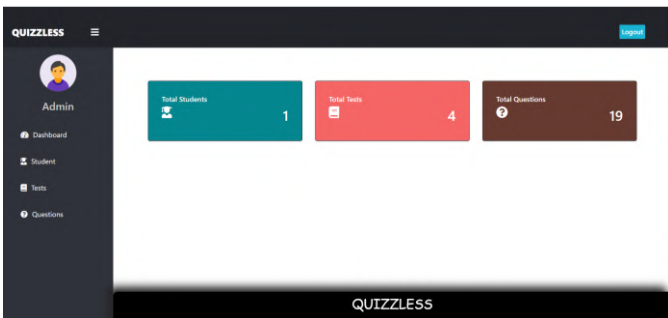 QUIZZLESS
Logout
Admin
Dashboard
Student
Tests
Questions
Total Students
1
Total Tests
4
Total Questions
19
QUIZZLESS